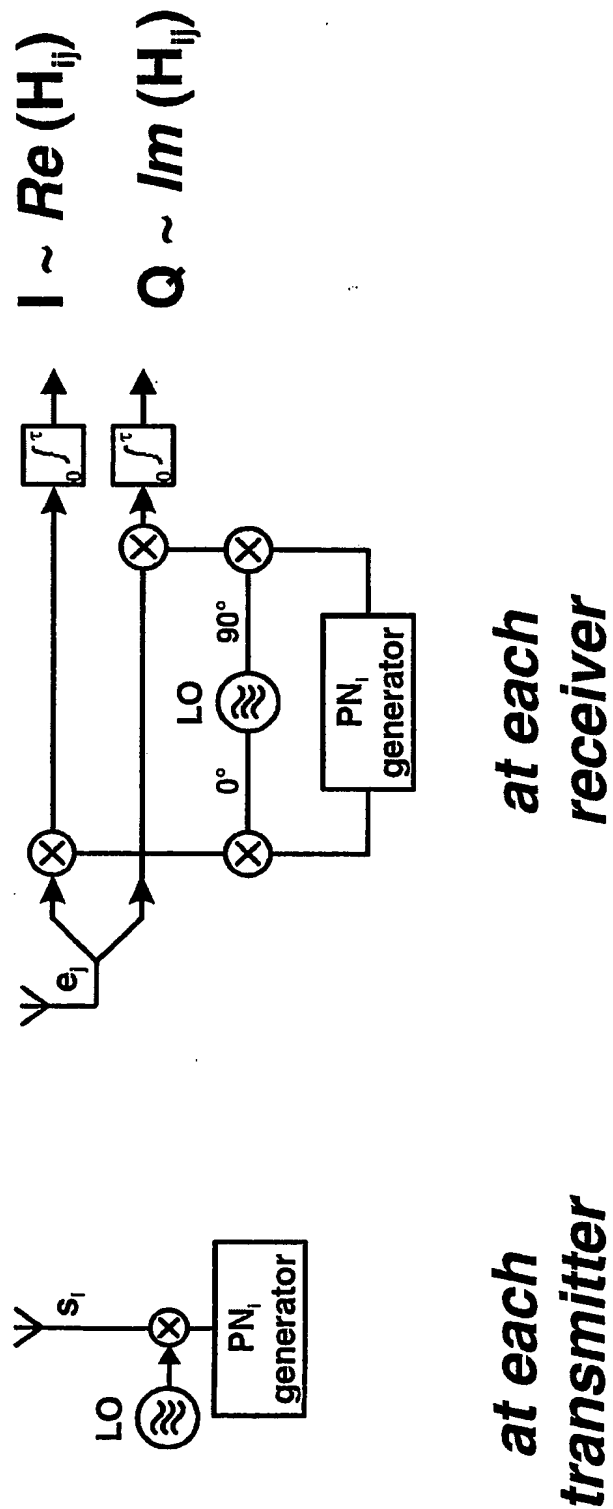 LO
s_i
PN_i
generator
at each
transmitter
e_j
LO
0°
90°
PN_i
generator
∫₀^τ
∫₀^τ
I ~ Re (H_ij)
Q ~ Im (H_ij)
at each
receiver